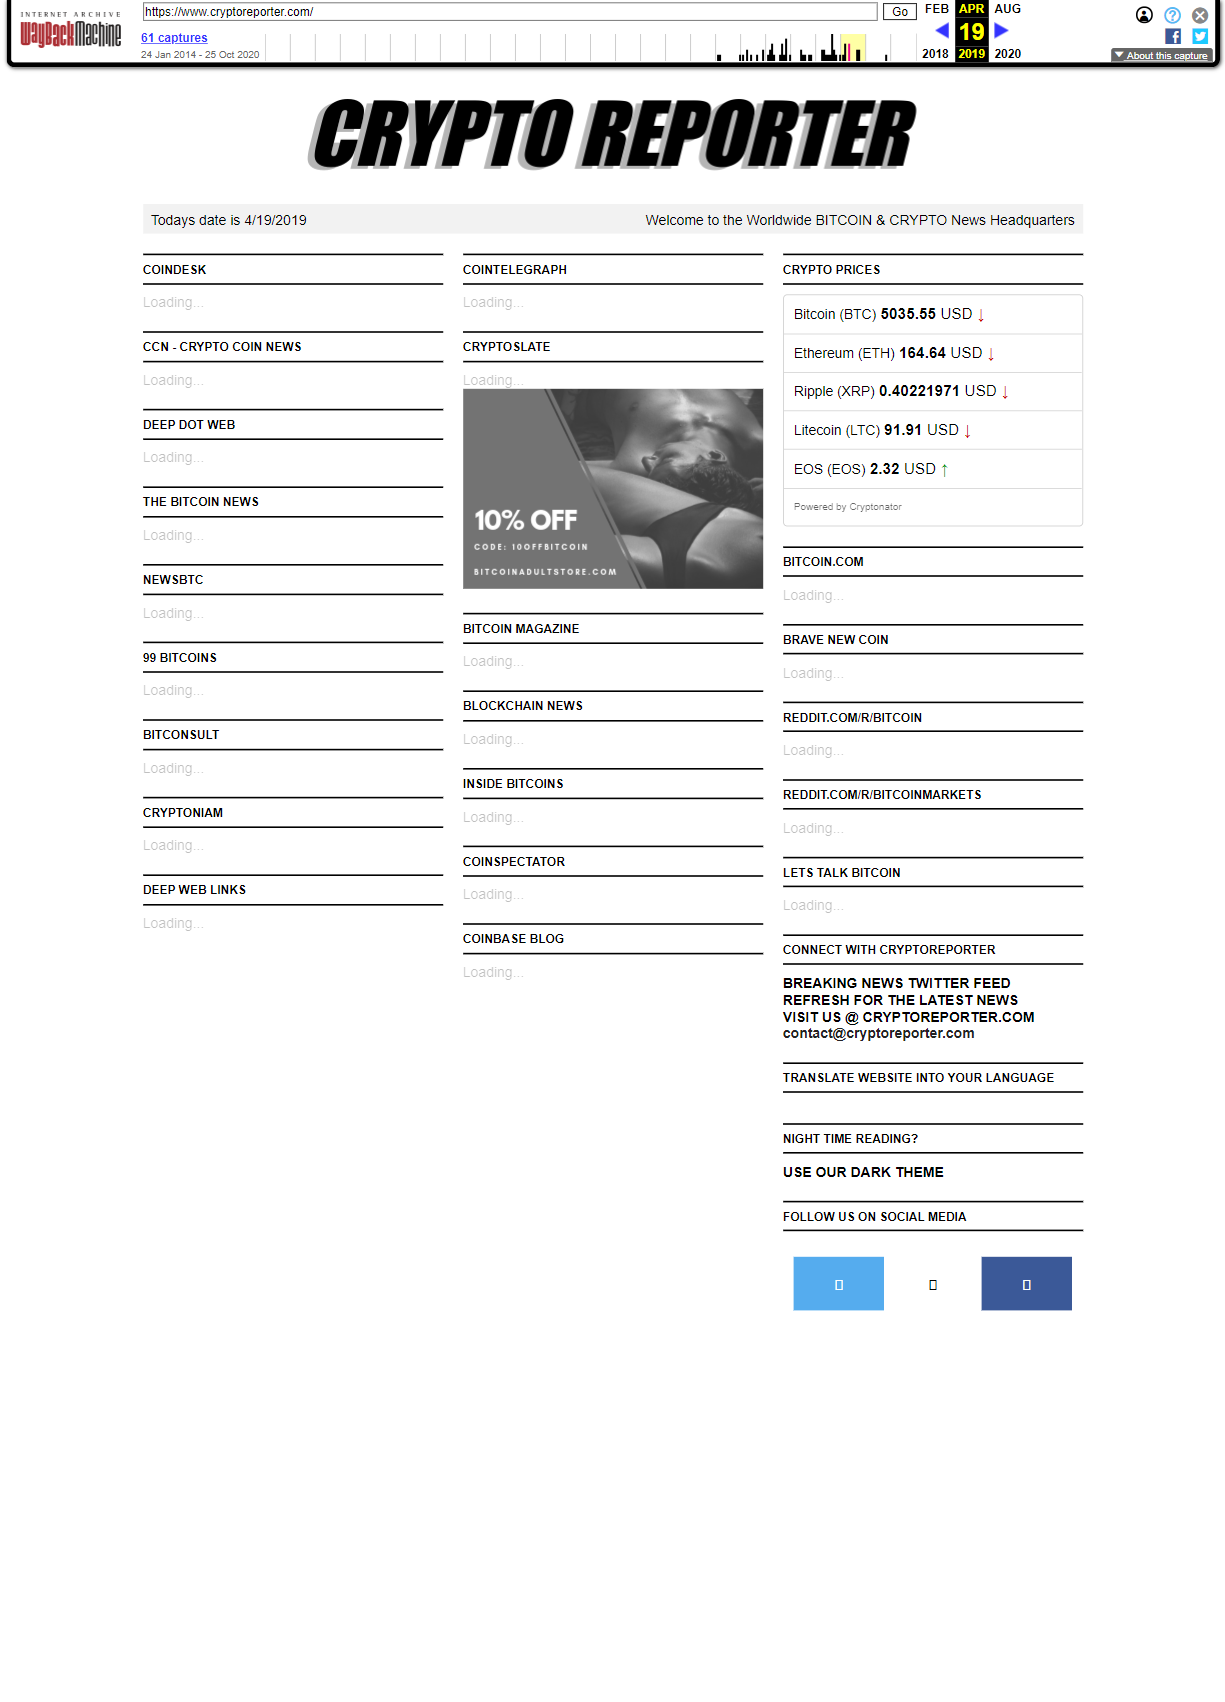 INTERNET ARCHIVE
WayBackMachine
https://www.cryptoreporter.com/
Go
61 captures
24 Jan 2014 - 25 Oct 2020
FEB APR AUG
19
2018 2019 2020
About this capture
CRYPTO REPORTER
Todays date is 4/19/2019
Welcome to the Worldwide BITCOIN & CRYPTO News Headquarters
COINDESK
Loading...
CCN - CRYPTO COIN NEWS
Loading...
DEEP DOT WEB
Loading...
THE BITCOIN NEWS
Loading...
NEWSBTC
Loading...
99 BITCOINS
Loading...
BITCONSULT
Loading...
CRYPTONIAM
Loading...
DEEP WEB LINKS
Loading...
COINTELEGRAPH
Loading...
CRYPTOSLATE
Loading...
10% OFF
CODE: 10OFFBITCOIN
BITCOINADULTSTORE.COM
BITCOIN MAGAZINE
Loading...
BLOCKCHAIN NEWS
Loading...
INSIDE BITCOINS
Loading...
COINSPECTATOR
Loading...
COINBASE BLOG
Loading...
CRYPTO PRICES
Bitcoin (BTC) 5035.55 USD ↓
Ethereum (ETH) 164.64 USD ↓
Ripple (XRP) 0.40221971 USD ↓
Litecoin (LTC) 91.91 USD ↓
EOS (EOS) 2.32 USD ↑
Powered by Cryptonator
BITCOIN.COM
Loading...
BRAVE NEW COIN
Loading...
REDDIT.COM/R/BITCOIN
Loading...
REDDIT.COM/R/BITCOINMARKETS
Loading...
LETS TALK BITCOIN
Loading...
CONNECT WITH CRYPTOREPORTER
BREAKING NEWS TWITTER FEED
REFRESH FOR THE LATEST NEWS
VISIT US @ CRYPTOREPORTER.COM
contact@cryptoreporter.com
TRANSLATE WEBSITE INTO YOUR LANGUAGE
NIGHT TIME READING?
USE OUR DARK THEME
FOLLOW US ON SOCIAL MEDIA